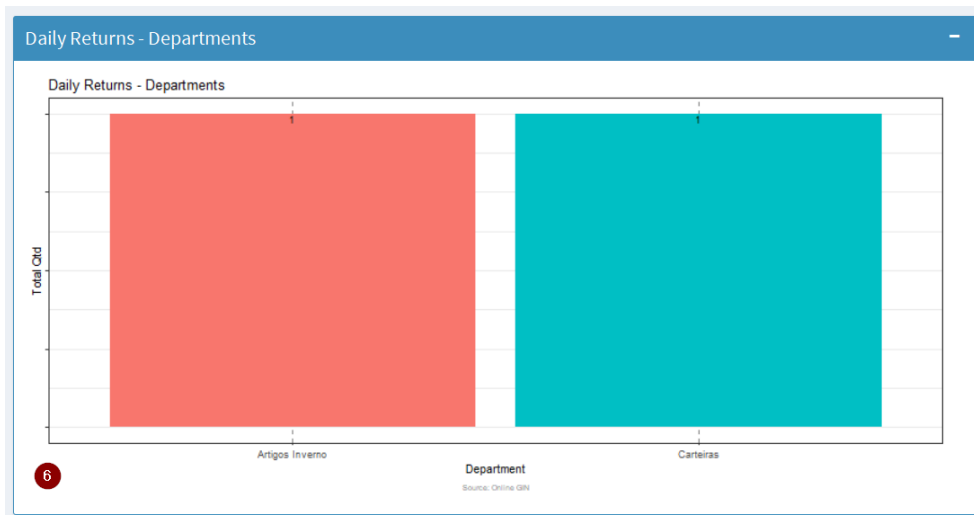 Daily Returns - Departments
Daily Returns - Departments
1 1
Total Qtd
Artigos Inverno Carteiras
Department
Source: Online GIN
6